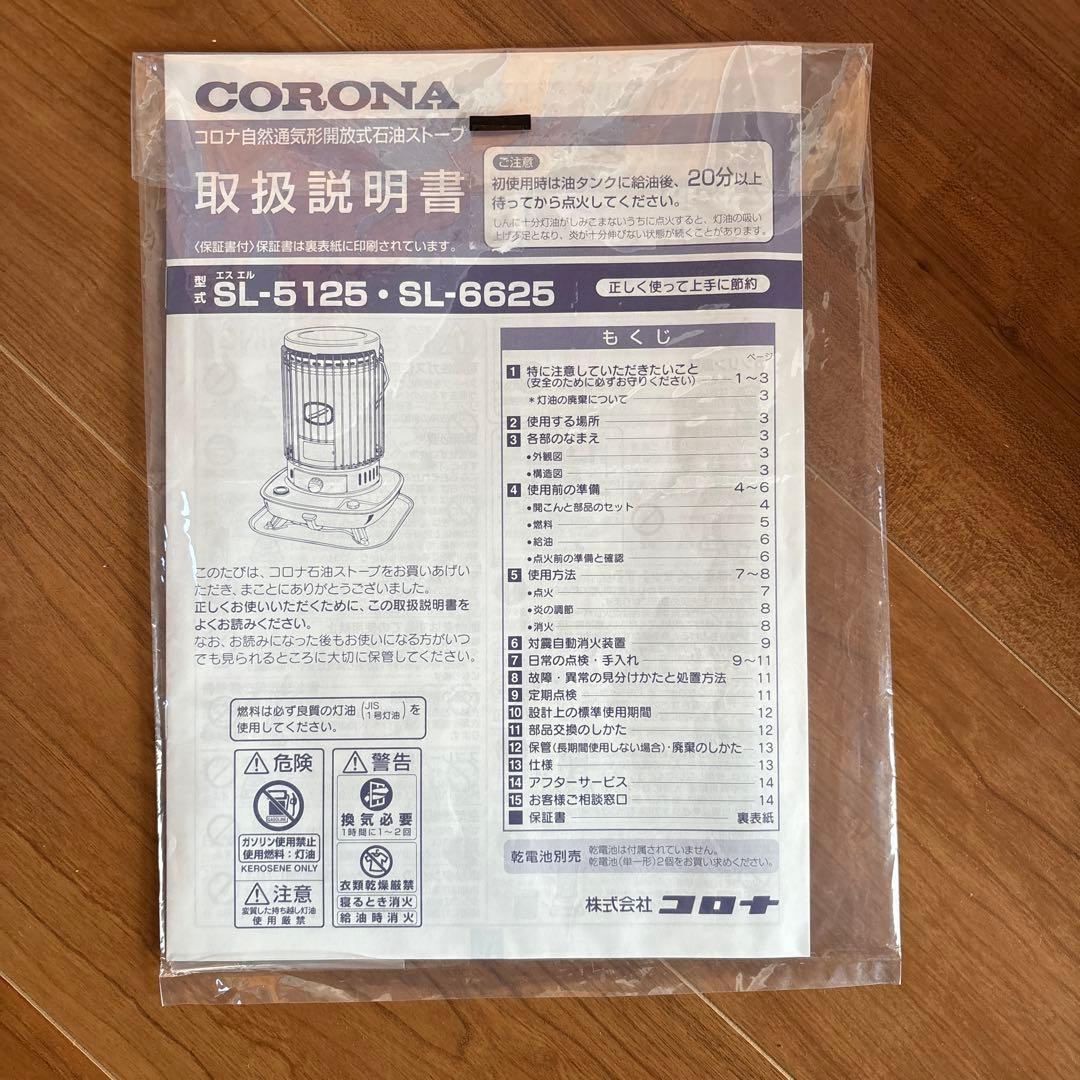 CORONA
コロナ自然通気形開放式石油ストーブ
取扱説明書
〈保証書付〉保証書は裏表紙に印刷されています。
ご注意
初使用時は油タンクに給油後、20分以上
待ってから点火してください。
しんに十分灯油がしみこまないうちに点火すると、灯油の吸い
上げ不足となり、炎が十分伸びない状態が続くことがあります。
型式 エスエル
SL-5125・SL-6625
正しく使って上手に節約
このたびは、コロナ石油ストーブをお買いあげい
ただき、まことにありがとうございました。
正しくお使いいただくために、この取扱説明書を
よくお読みください。
なお、お読みになった後もお使いになる方がいつ
でも見られるところに大切に保管してください。
燃料は必ず良質の灯油(JIS 1号灯油)を
使用してください。
危険
GASOLINE
ガソリン使用禁止
使用燃料:灯油
KEROSENE ONLY
注意
変質した持ち越し灯油
使用厳禁
警告
換気必要
1時間に1～2回
衣類乾燥厳禁
寝るとき消火
給油時消火
もくじ
ページ
1 特に注意していただきたいこと
(安全のために必ずお守りください) 1～3
*灯油の廃棄について 3
2 使用する場所 3
3 各部のなまえ 3
•外観図 3
•構造図 3
4 使用前の準備 4～6
•開こんと部品のセット 4
•燃料 5
•給油 6
•点火前の準備と確認 6
5 使用方法 7～8
•点火 7
•炎の調節 8
•消火 8
6 対震自動消火装置 9
7 日常の点検・手入れ 9～11
8 故障・異常の見分けかたと処置方法 11
9 定期点検 11
10 設計上の標準使用期間 12
11 部品交換のしかた 12
12 保管(長期間使用しない場合)・廃棄のしかた 13
13 仕様 13
14 アフターサービス 14
15 お客様ご相談窓口 14
■ 保証書 裏表紙
乾電池別売
乾電池は付属されていません。
乾電池(単一形)2個をお買い求めください。
株式会社 コロナ